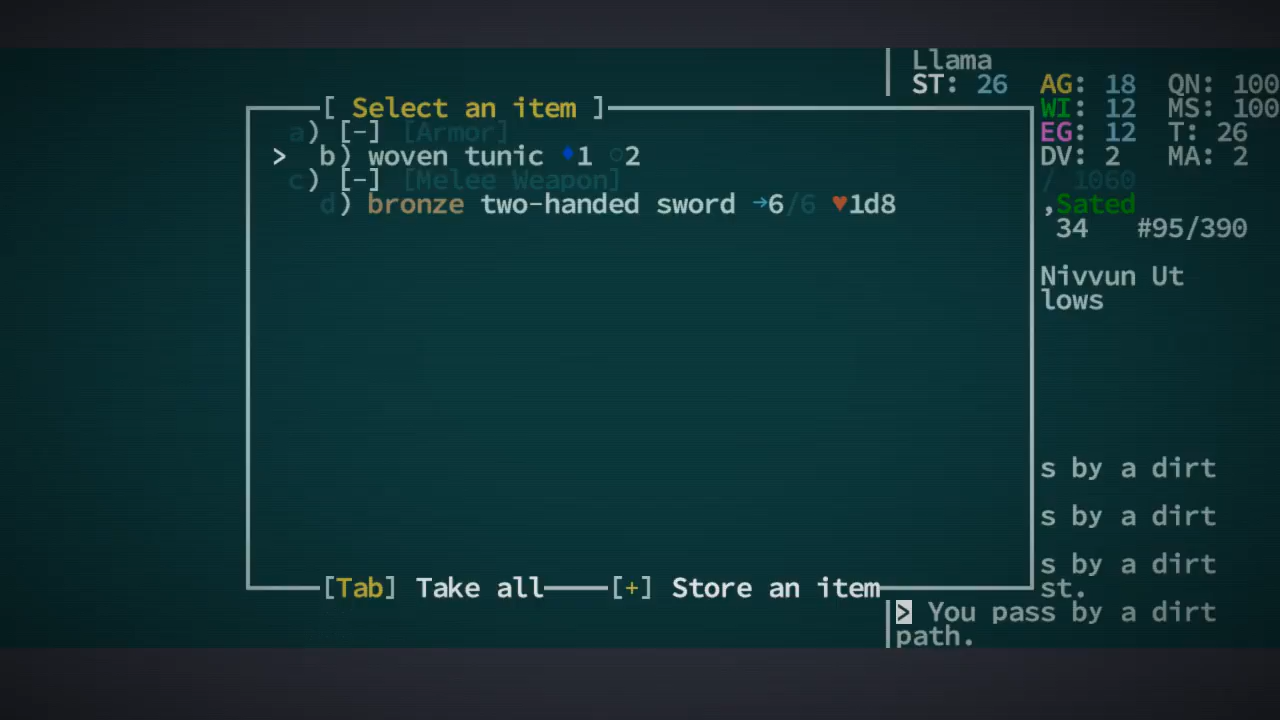 Llama
ST: 26 AG: 18 QN: 100
WI: 12 MS: 100
EG: 12 T: 26
DV: 2 MA: 2
/ 1060
,Sated
34 #95/390
Nivvun Ut
lows
[ Select an item ]
a) [-] [Armor]
> b) woven tunic ♦1 ○2
c) [-] [Melee Weapon]
d) bronze two-handed sword →6/6 ♥1d8
s by a dirt
s by a dirt
s by a dirt
st.
[Tab] Take all [+] Store an item
> You pass by a dirt
path.